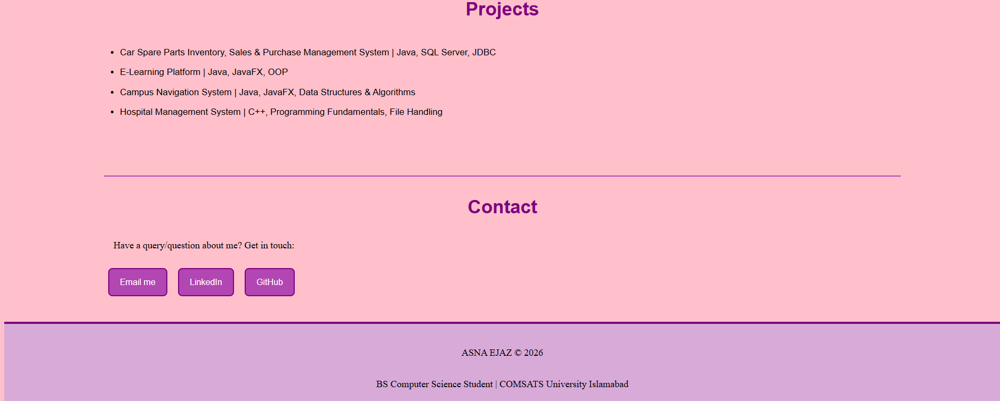 Projects
Car Spare Parts Inventory, Sales & Purchase Management System | Java, SQL Server, JDBC
E-Learning Platform | Java, JavaFX, OOP
Campus Navigation System | Java, JavaFX, Data Structures & Algorithms
Hospital Management System | C++, Programming Fundamentals, File Handling
Contact
Have a query/question about me? Get in touch:
Email me LinkedIn GitHub
ASNA EJAZ © 2026
BS Computer Science Student | COMSATS University Islamabad